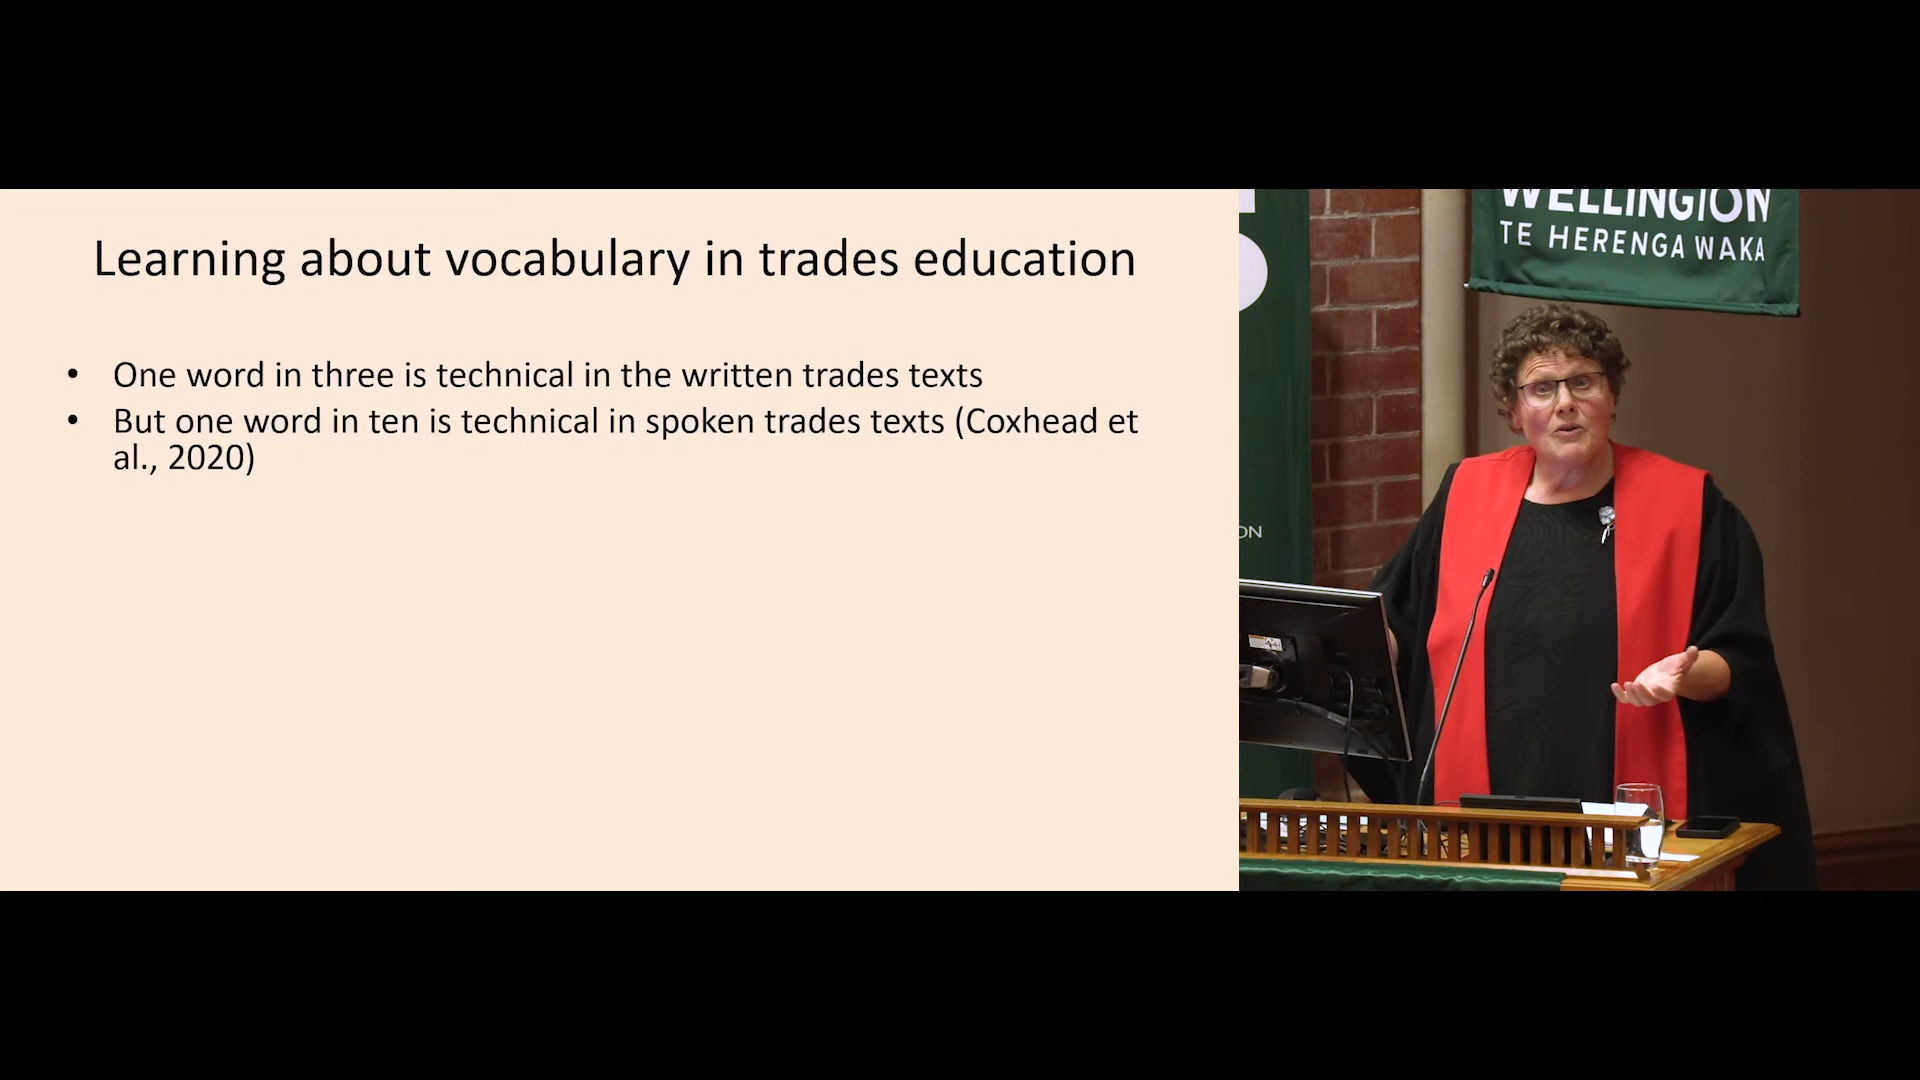 Learning about vocabulary in trades education
• One word in three is technical in the written trades texts
• But one word in ten is technical in spoken trades texts (Coxhead et
al., 2020)
WELLINGTON
TE HERENGA WAKA
ON